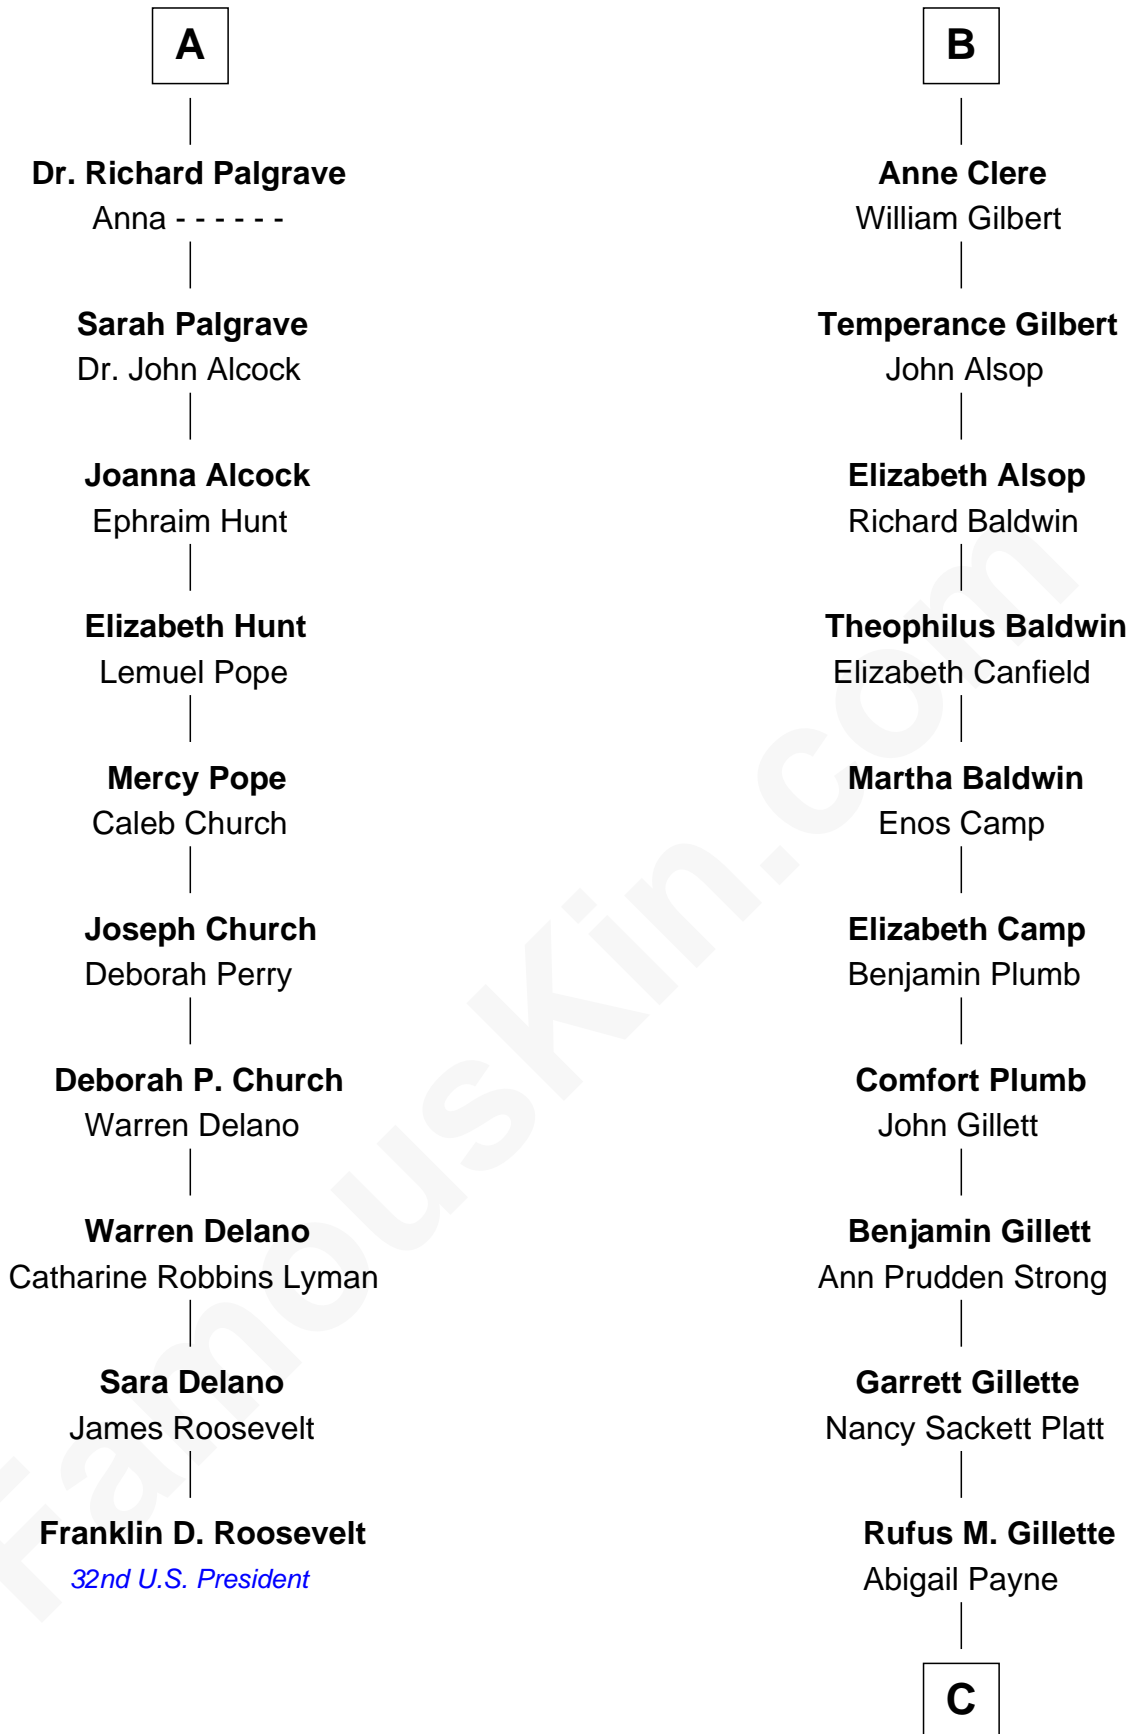 A
Dr. Richard Palgrave
Anna - - - - - -
Sarah Palgrave
Dr. John Alcock
Joanna Alcock
Ephraim Hunt
Elizabeth Hunt
Lemuel Pope
Mercy Pope
Caleb Church
Joseph Church
Deborah Perry
Deborah P. Church
Warren Delano
Warren Delano
Catharine Robbins Lyman
Sara Delano
James Roosevelt
Franklin D. Roosevelt
32nd U.S. President
B
Anne Clere
William Gilbert
Temperance Gilbert
John Alsop
Elizabeth Alsop
Richard Baldwin
Theophilus Baldwin
Elizabeth Canfield
Martha Baldwin
Enos Camp
Elizabeth Camp
Benjamin Plumb
Comfort Plumb
John Gillett
Benjamin Gillett
Ann Prudden Strong
Garrett Gillette
Nancy Sackett Platt
Rufus M. Gillette
Abigail Payne
C
FamousKin.com